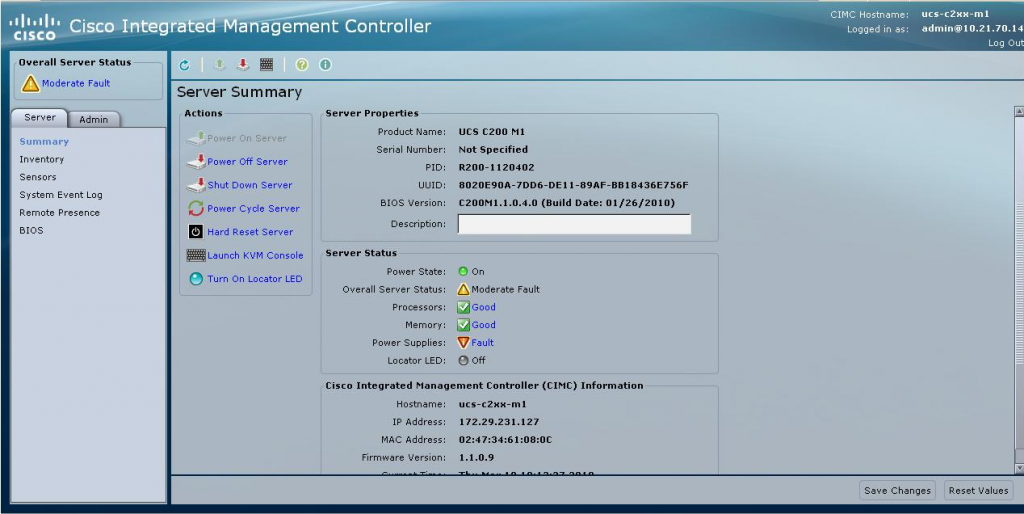 cisco Cisco Integrated Management Controller
CIMC Hostname: ucs-c2xx-m1
Logged in as: admin@10.21.70.14
Log Out
Overall Server Status
Moderate Fault
Server Admin
Summary
Inventory
Sensors
System Event Log
Remote Presence
BIOS
Server Summary
Actions
Power On Server
Power Off Server
Shut Down Server
Power Cycle Server
Hard Reset Server
Launch KVM Console
Turn On Locator LED
Server Properties
Product Name: UCS C200 M1
Serial Number: Not Specified
PID: R200-1120402
UUID: 8020E90A-7DD6-DE11-89AF-BB18436E756F
BIOS Version: C200M1.1.0.4.0 (Build Date: 01/26/2010)
Description:
Server Status
Power State: On
Overall Server Status: Moderate Fault
Processors: Good
Memory: Good
Power Supplies: Fault
Locator LED: Off
Cisco Integrated Management Controller (CIMC) Information
Hostname: ucs-c2xx-m1
IP Address: 172.29.231.127
MAC Address: 02:47:34:61:08:0C
Firmware Version: 1.1.0.9
Current Time:
Save Changes Reset Values